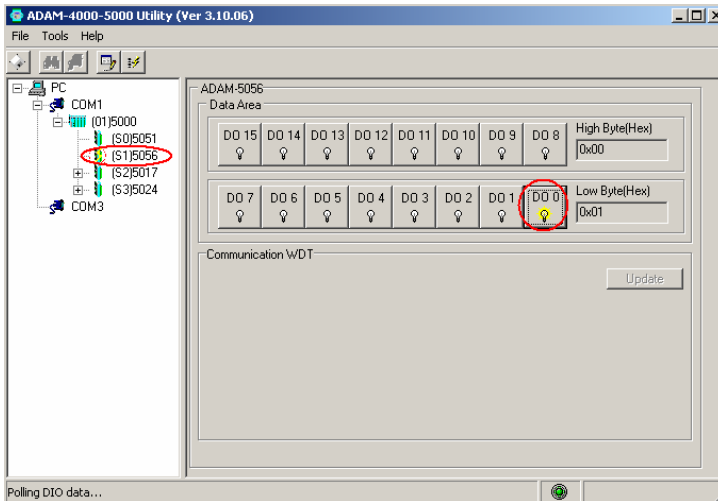 ADAM-4000-5000 Utility (Ver 3.10.06)
File Tools Help
PC
COM1
(01)5000
(S0)5051
(S1)5056
(S2)5017
(S3)5024
COM3
ADAM-5056
Data Area
DO 15 DO 14 DO 13 DO 12 DO 11 DO 10 DO 9 DO 8
High Byte(Hex)
0x00
DO 7 DO 6 DO 5 DO 4 DO 3 DO 2 DO 1 DO 0
Low Byte(Hex)
0x01
Communication WDT
Update
Polling DIO data...